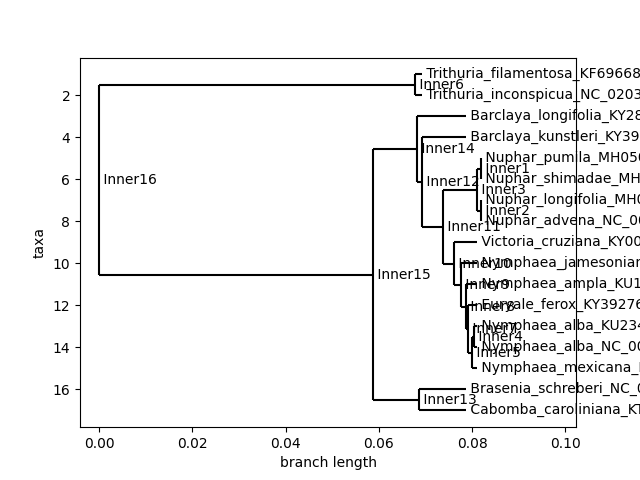 Trithuria_filamentosa_KF69668
Inner6
2
Trithuria_inconspicua_NC_0203
Barclaya_longifolia_KY28
4
Barclaya_kunstleri_KY39
Inner14
Nuphar_pumila_MH050
Inner1
6
Inner16
Inner12
Nuphar_shimadae_MH
Inner3
Nuphar_longifolia_MH0
Inner2
8
Nuphar_advena_NC_00
Inner11
taxa
Victoria_cruziana_KY00
10
Inner10
Nymphaea_jamesonian
Inner15
Inner9
Nymphaea_ampla_KU1
12
Inner8
Euryale_ferox_KY39276
Inner7
Nymphaea_alba_KU234
Inner4
14
Nymphaea_alba_NC_00
Inner5
Nymphaea_mexicana_
16
Brasenia_schreberi_NC_0
Inner13
Cabomba_caroliniana_KT
0.00 0.02 0.04 0.06 0.08 0.10
branch length